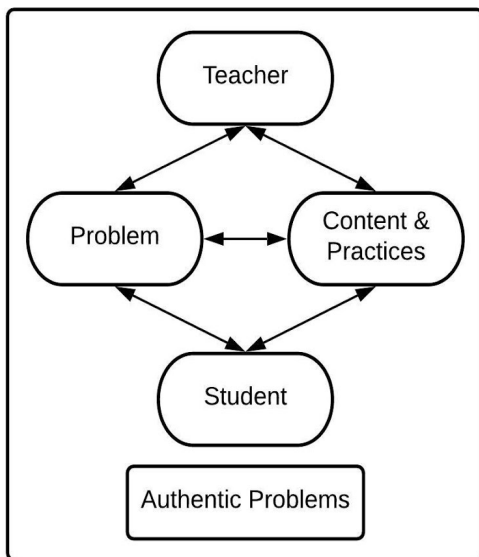 Teacher
Problem
Content &
Practices
Student
Authentic Problems